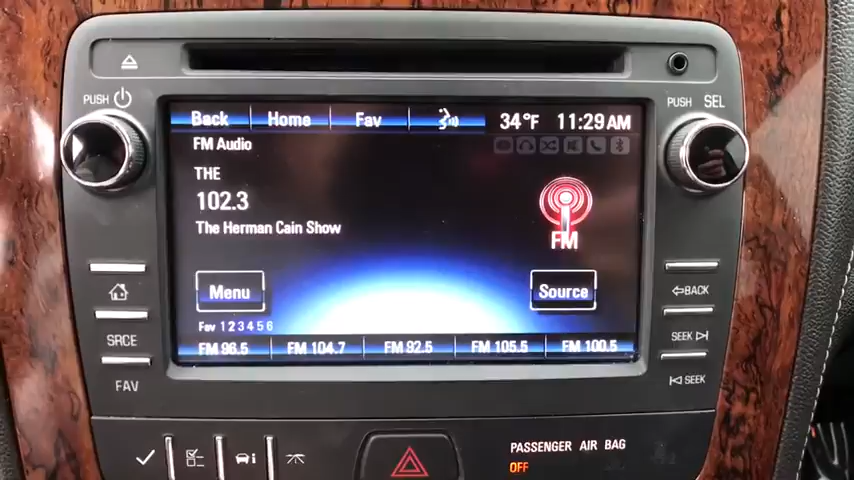 PUSH
PUSH SEL
Back Home Fav 34°F 11:29AM
FM Audio
THE
102.3
The Herman Cain Show
FM
Menu
Source
Fav 1 2 3 4 5 6
FM 96.5 FM 104.7 FM 92.5 FM 105.5 FM 100.5
SRCE
FAV
BACK
SEEK
SEEK
PASSENGER AIR BAG
OFF